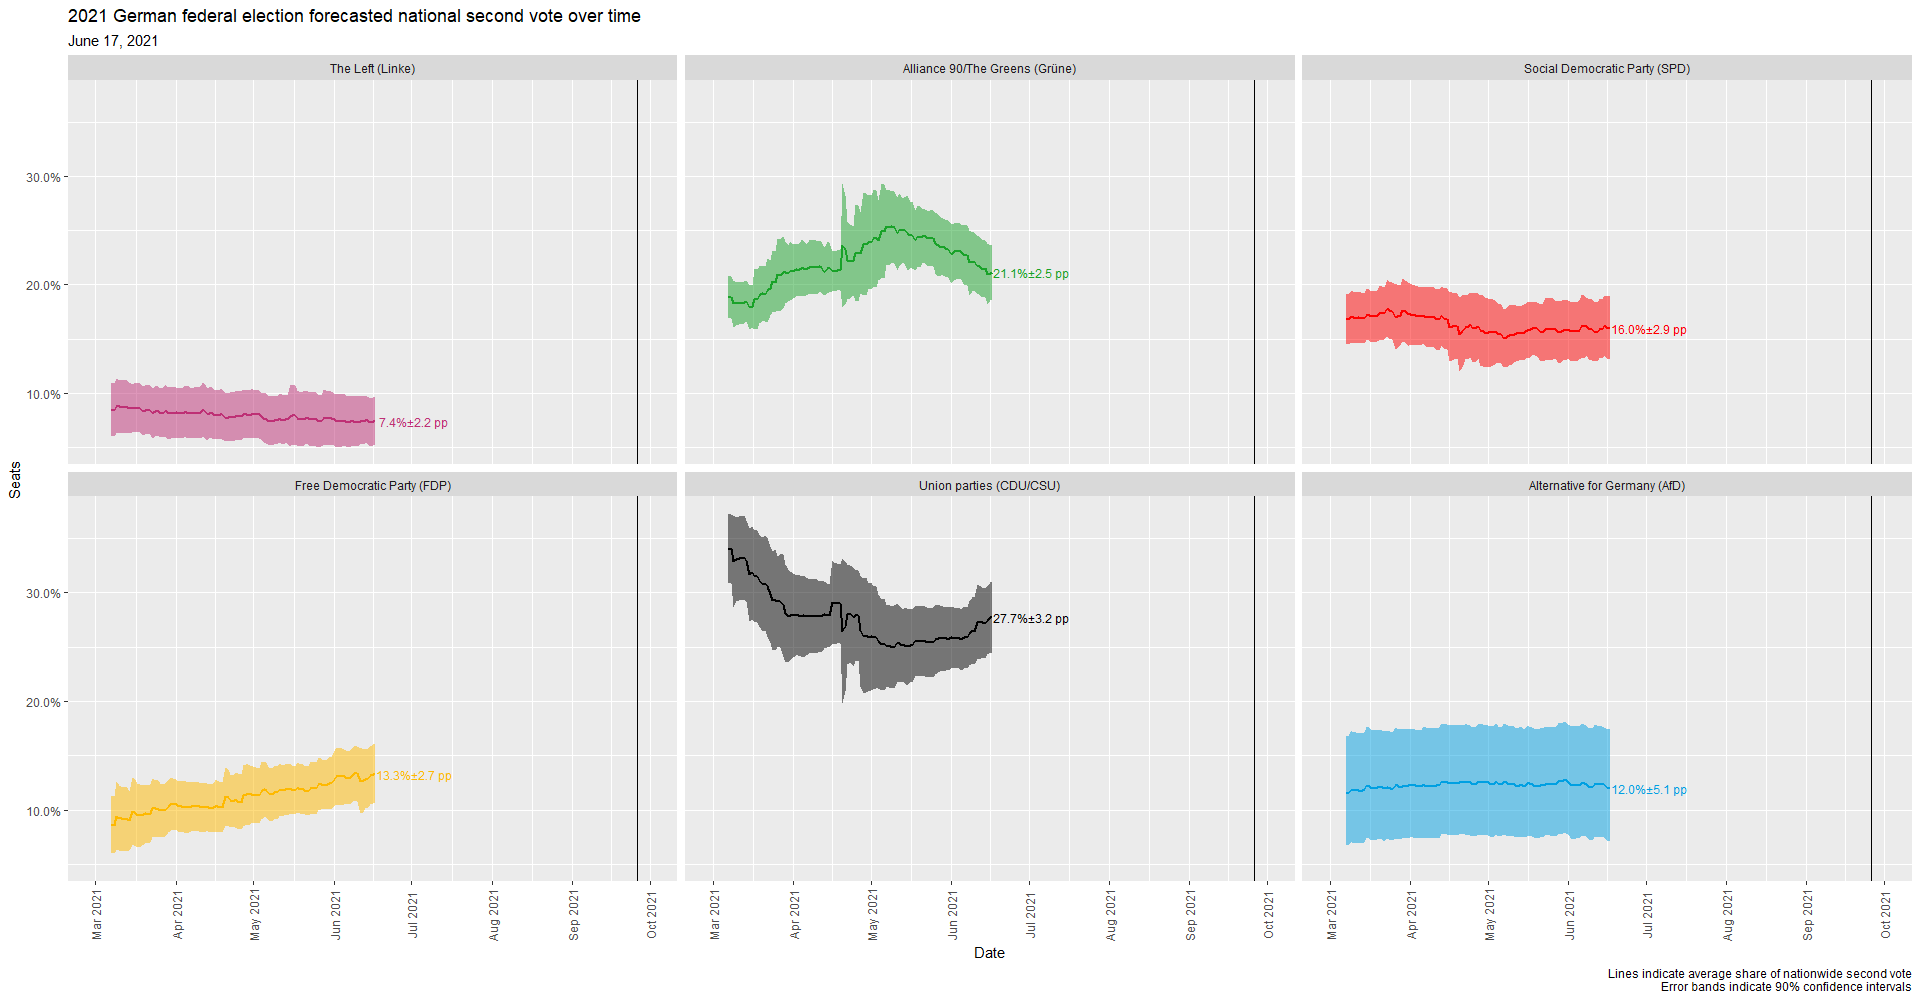 2021 German federal election forecasted national second vote over time
June 17, 2021
The Left (Linke)
Alliance 90/The Greens (Grüne)
Social Democratic Party (SPD)
30.0%
20.0%
10.0%
7.4%±2.2 pp
21.1%±2.5 pp
16.0%±2.9 pp
Seats
Free Democratic Party (FDP)
Union parties (CDU/CSU)
Alternative for Germany (AfD)
30.0%
20.0%
10.0%
13.3%±2.7 pp
27.7%±3.2 pp
12.0%±5.1 pp
Mar 2021
Apr 2021
May 2021
Jun 2021
Jul 2021
Aug 2021
Sep 2021
Oct 2021
Mar 2021
Apr 2021
May 2021
Jun 2021
Jul 2021
Aug 2021
Sep 2021
Oct 2021
Mar 2021
Apr 2021
May 2021
Jun 2021
Jul 2021
Aug 2021
Sep 2021
Oct 2021
Date
Lines indicate average share of nationwide second vote
Error bands indicate 90% confidence intervals